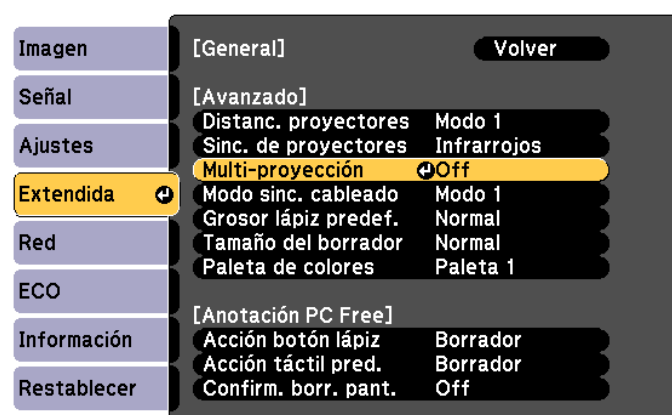 Imagen
Señal
Ajustes
Extendida
Red
ECO
Información
Restablecer
[General] Volver
[Avanzado]
Distanc. proyectores Modo 1
Sinc. de proyectores Infrarrojos
Multi-proyección Off
Modo sinc. cableado Modo 1
Grosor lápiz predef. Normal
Tamaño del borrador Normal
Paleta de colores Paleta 1
[Anotación PC Free]
Acción botón lápiz Borrador
Acción táctil pred. Borrador
Confirm. borr. pant. Off